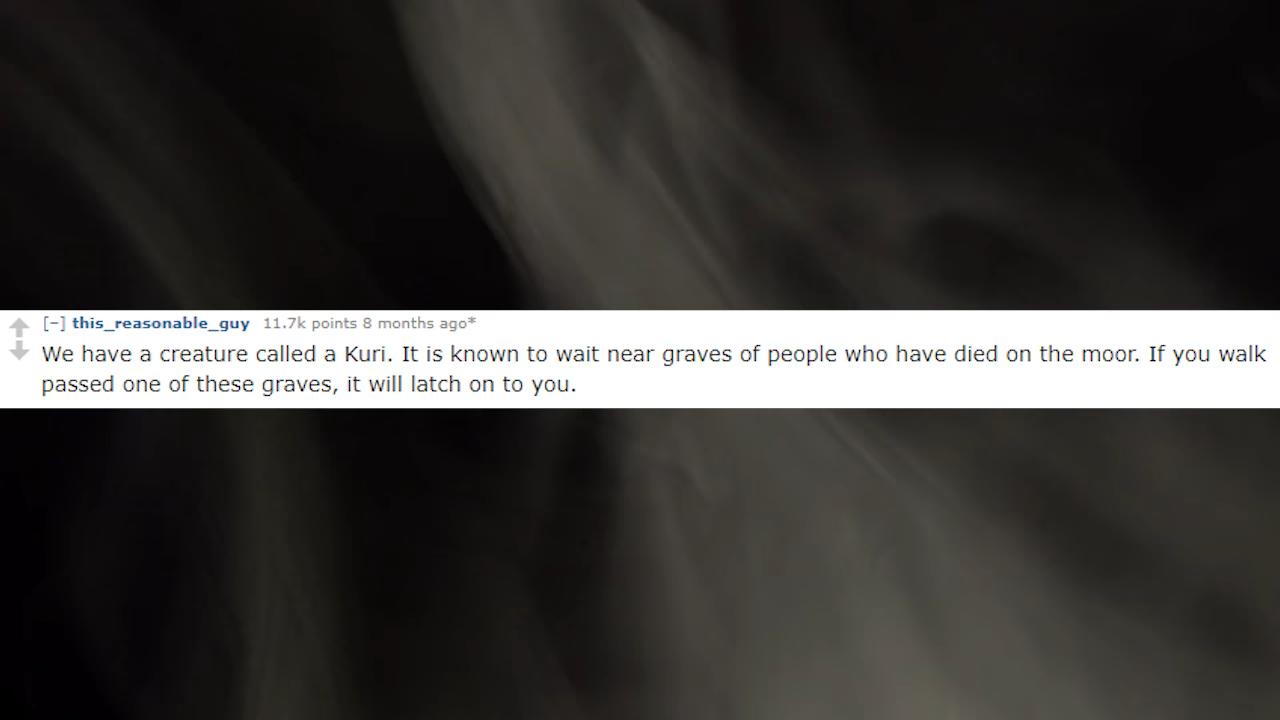 [–] this_reasonable_guy 11.7k points 8 months ago*
We have a creature called a Kuri. It is known to wait near graves of people who have died on the moor. If you walk
passed one of these graves, it will latch on to you.